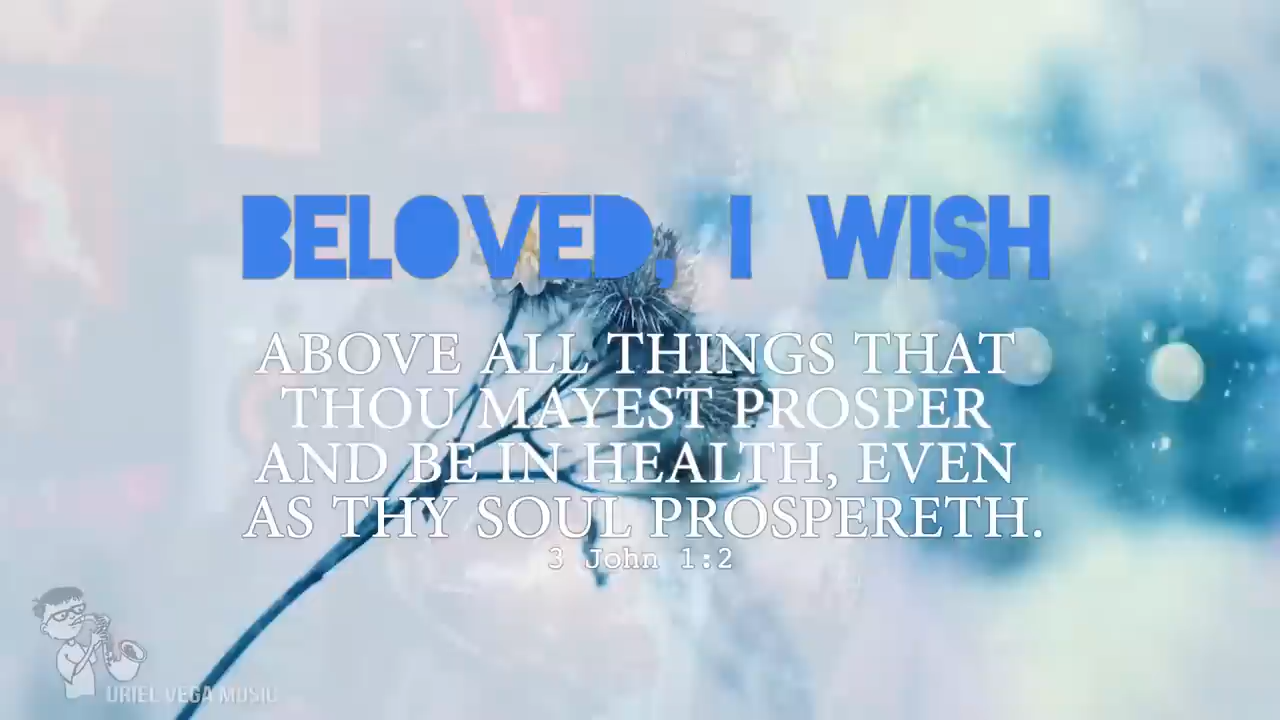 BELOVED, I WISH
ABOVE ALL THINGS THAT
THOU MAYEST PROSPER
AND BE IN HEALTH, EVEN
AS THY SOUL PROSPERETH.
3 John 1:2
URIEL VEGA MUSIC